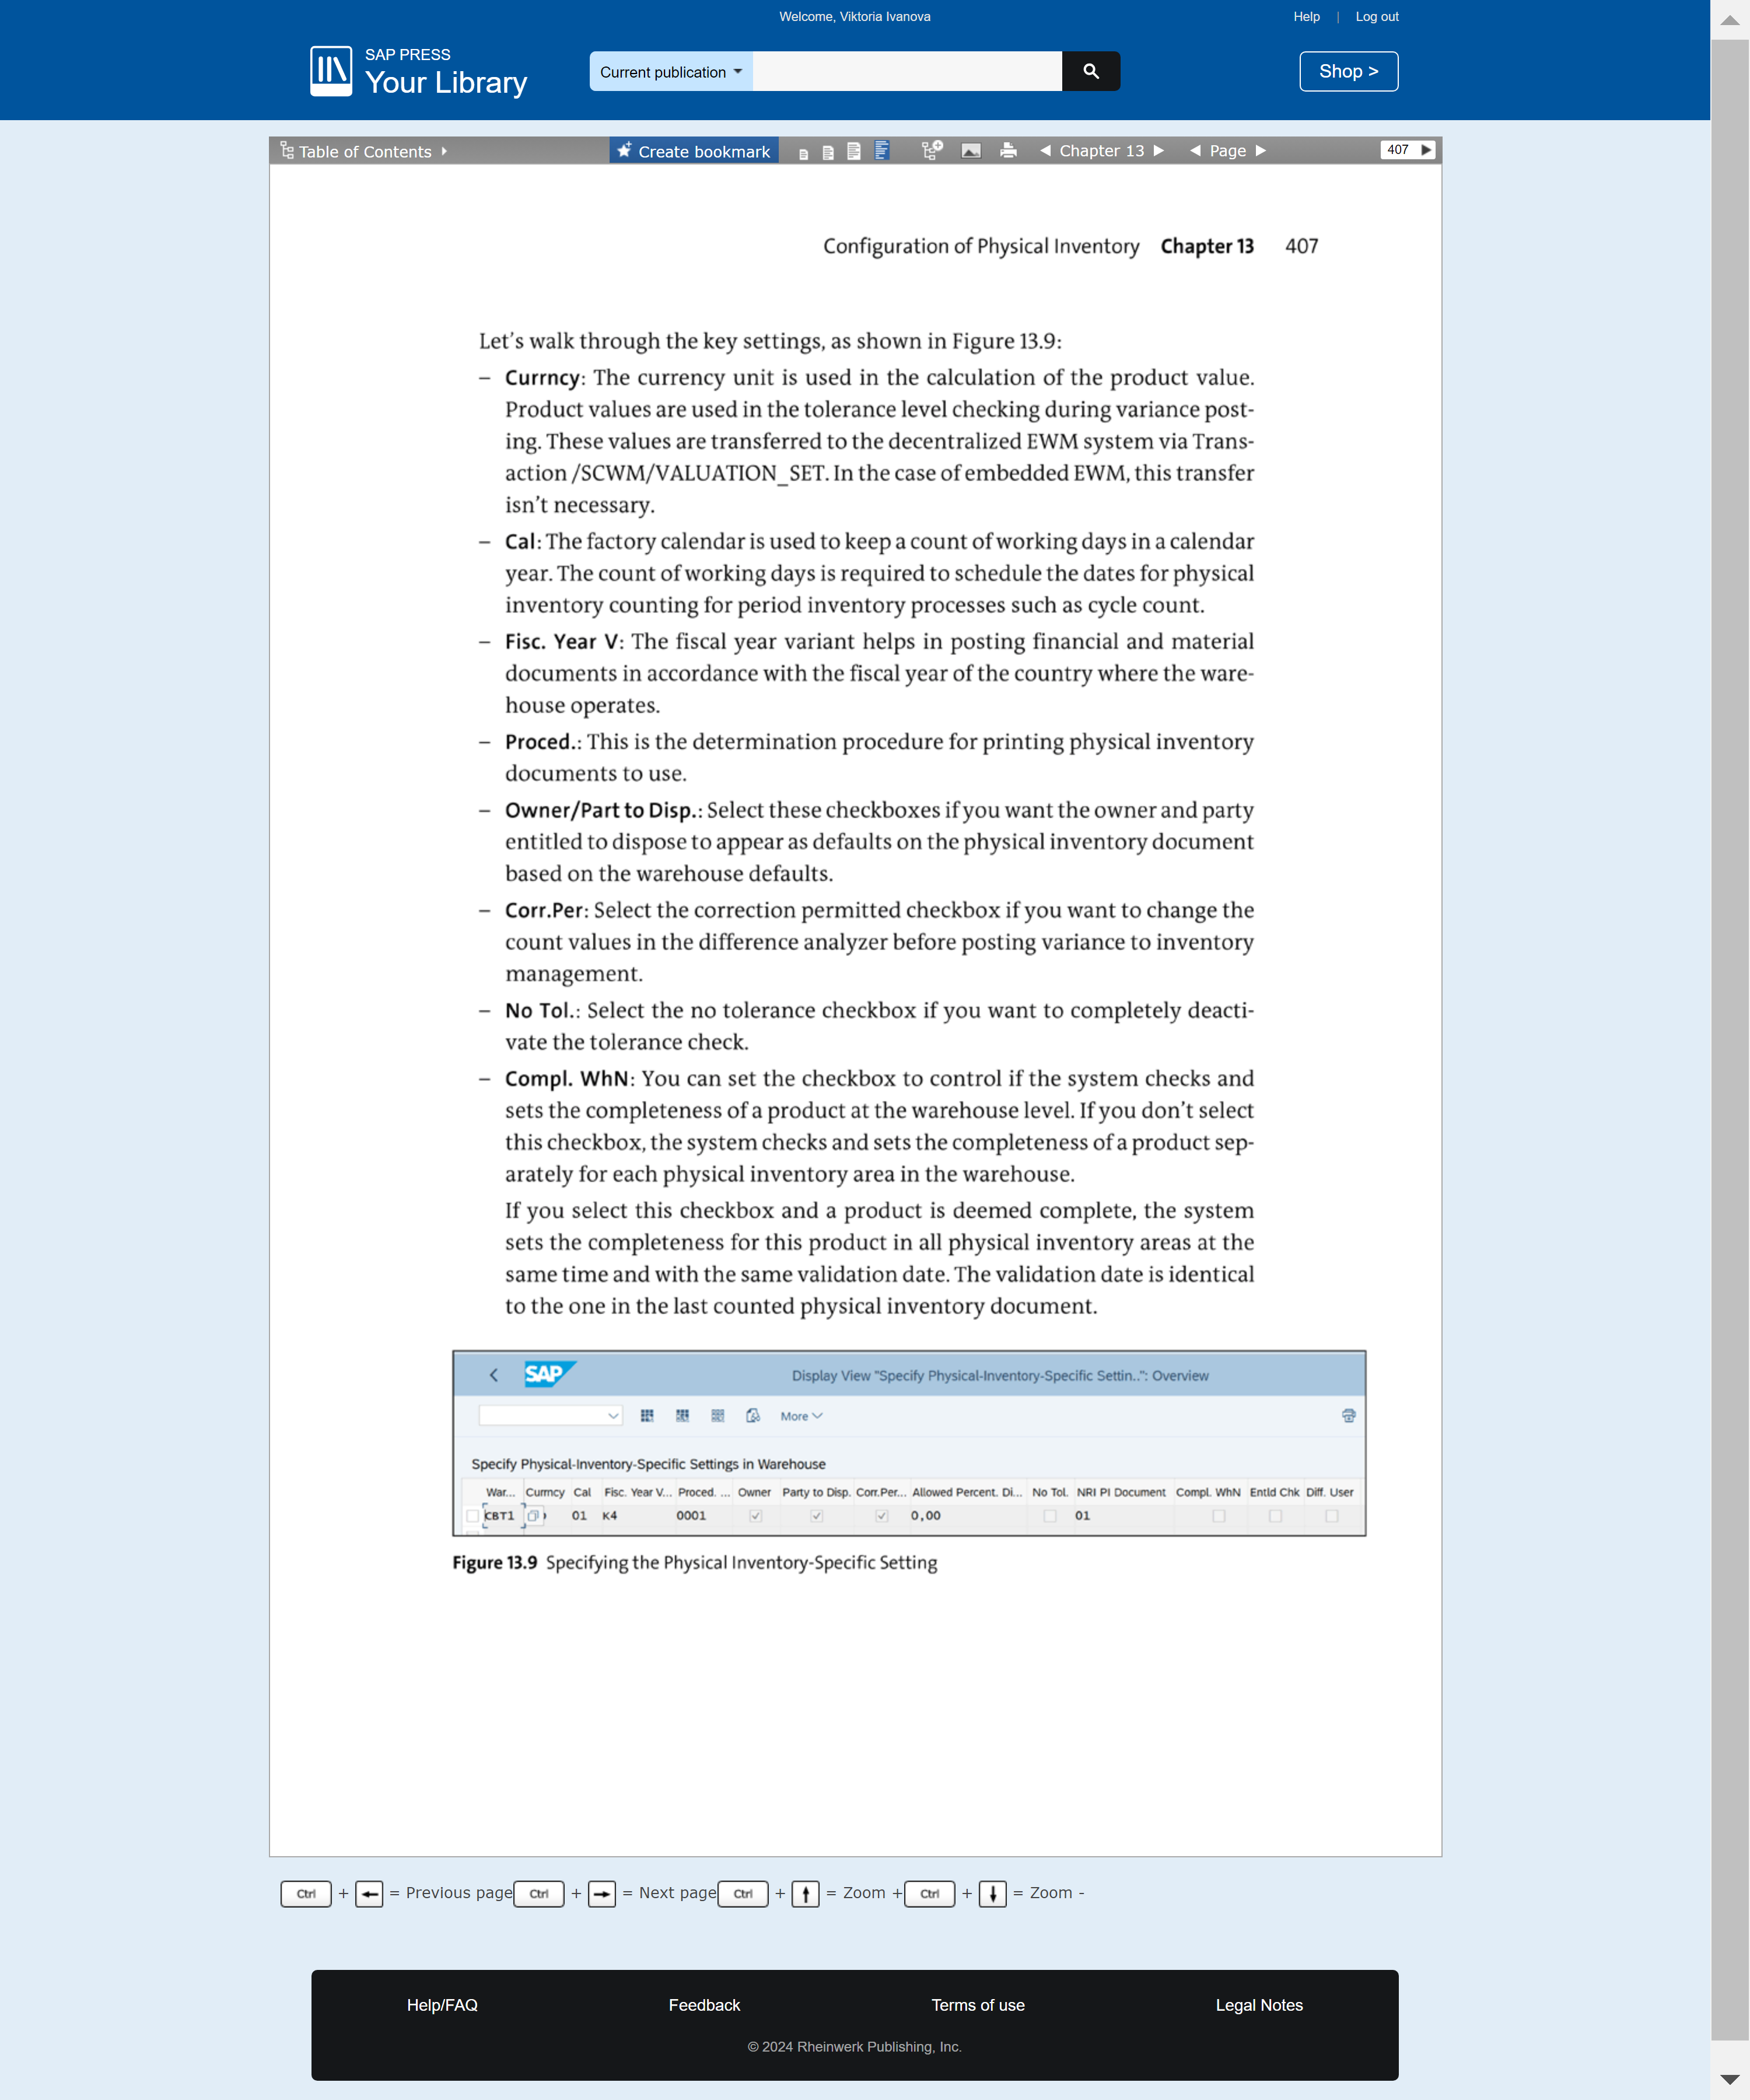 Welcome, Viktoria Ivanova
Help | Log out
SAP PRESS
Your Library
Current publication
Shop >
Table of Contents
Create bookmark
Chapter 13
Page
407
Configuration of Physical Inventory Chapter 13 407
Let's walk through the key settings, as shown in Figure 13.9:
– Currncy: The currency unit is used in the calculation of the product value.
Product values are used in the tolerance level checking during variance post-
ing. These values are transferred to the decentralized EWM system via Trans-
action /SCWM/VALUATION_SET. In the case of embedded EWM, this transfer
isn't necessary.
– Cal: The factory calendar is used to keep a count of working days in a calendar
year. The count of working days is required to schedule the dates for physical
inventory counting for period inventory processes such as cycle count.
– Fisc. Year V: The fiscal year variant helps in posting financial and material
documents in accordance with the fiscal year of the country where the ware-
house operates.
– Proced.: This is the determination procedure for printing physical inventory
documents to use.
– Owner/Part to Disp.: Select these checkboxes if you want the owner and party
entitled to dispose to appear as defaults on the physical inventory document
based on the warehouse defaults.
– Corr.Per: Select the correction permitted checkbox if you want to change the
count values in the difference analyzer before posting variance to inventory
management.
– No Tol.: Select the no tolerance checkbox if you want to completely deacti-
vate the tolerance check.
– Compl. WhN: You can set the checkbox to control if the system checks and
sets the completeness of a product at the warehouse level. If you don't select
this checkbox, the system checks and sets the completeness of a product sep-
arately for each physical inventory area in the warehouse.
If you select this checkbox and a product is deemed complete, the system
sets the completeness for this product in all physical inventory areas at the
same time and with the same validation date. The validation date is identical
to the one in the last counted physical inventory document.
SAP
Display View "Specify Physical-Inventory-Specific Settin..": Overview
More
Specify Physical-Inventory-Specific Settings in Warehouse
War... Currncy Cal Fisc. Year V... Proced. ... Owner Party to Disp. Corr.Per... Allowed Percent. Di... No Tol. NRI PI Document Compl. WhN Entld Chk Diff. User
CBT1 01 K4 0001 0,00 01
Figure 13.9 Specifying the Physical Inventory-Specific Setting
Ctrl + ← = Previous page Ctrl + → = Next page Ctrl + ↑ = Zoom + Ctrl + ↓ = Zoom -
Help/FAQ Feedback Terms of use Legal Notes
© 2024 Rheinwerk Publishing, Inc.